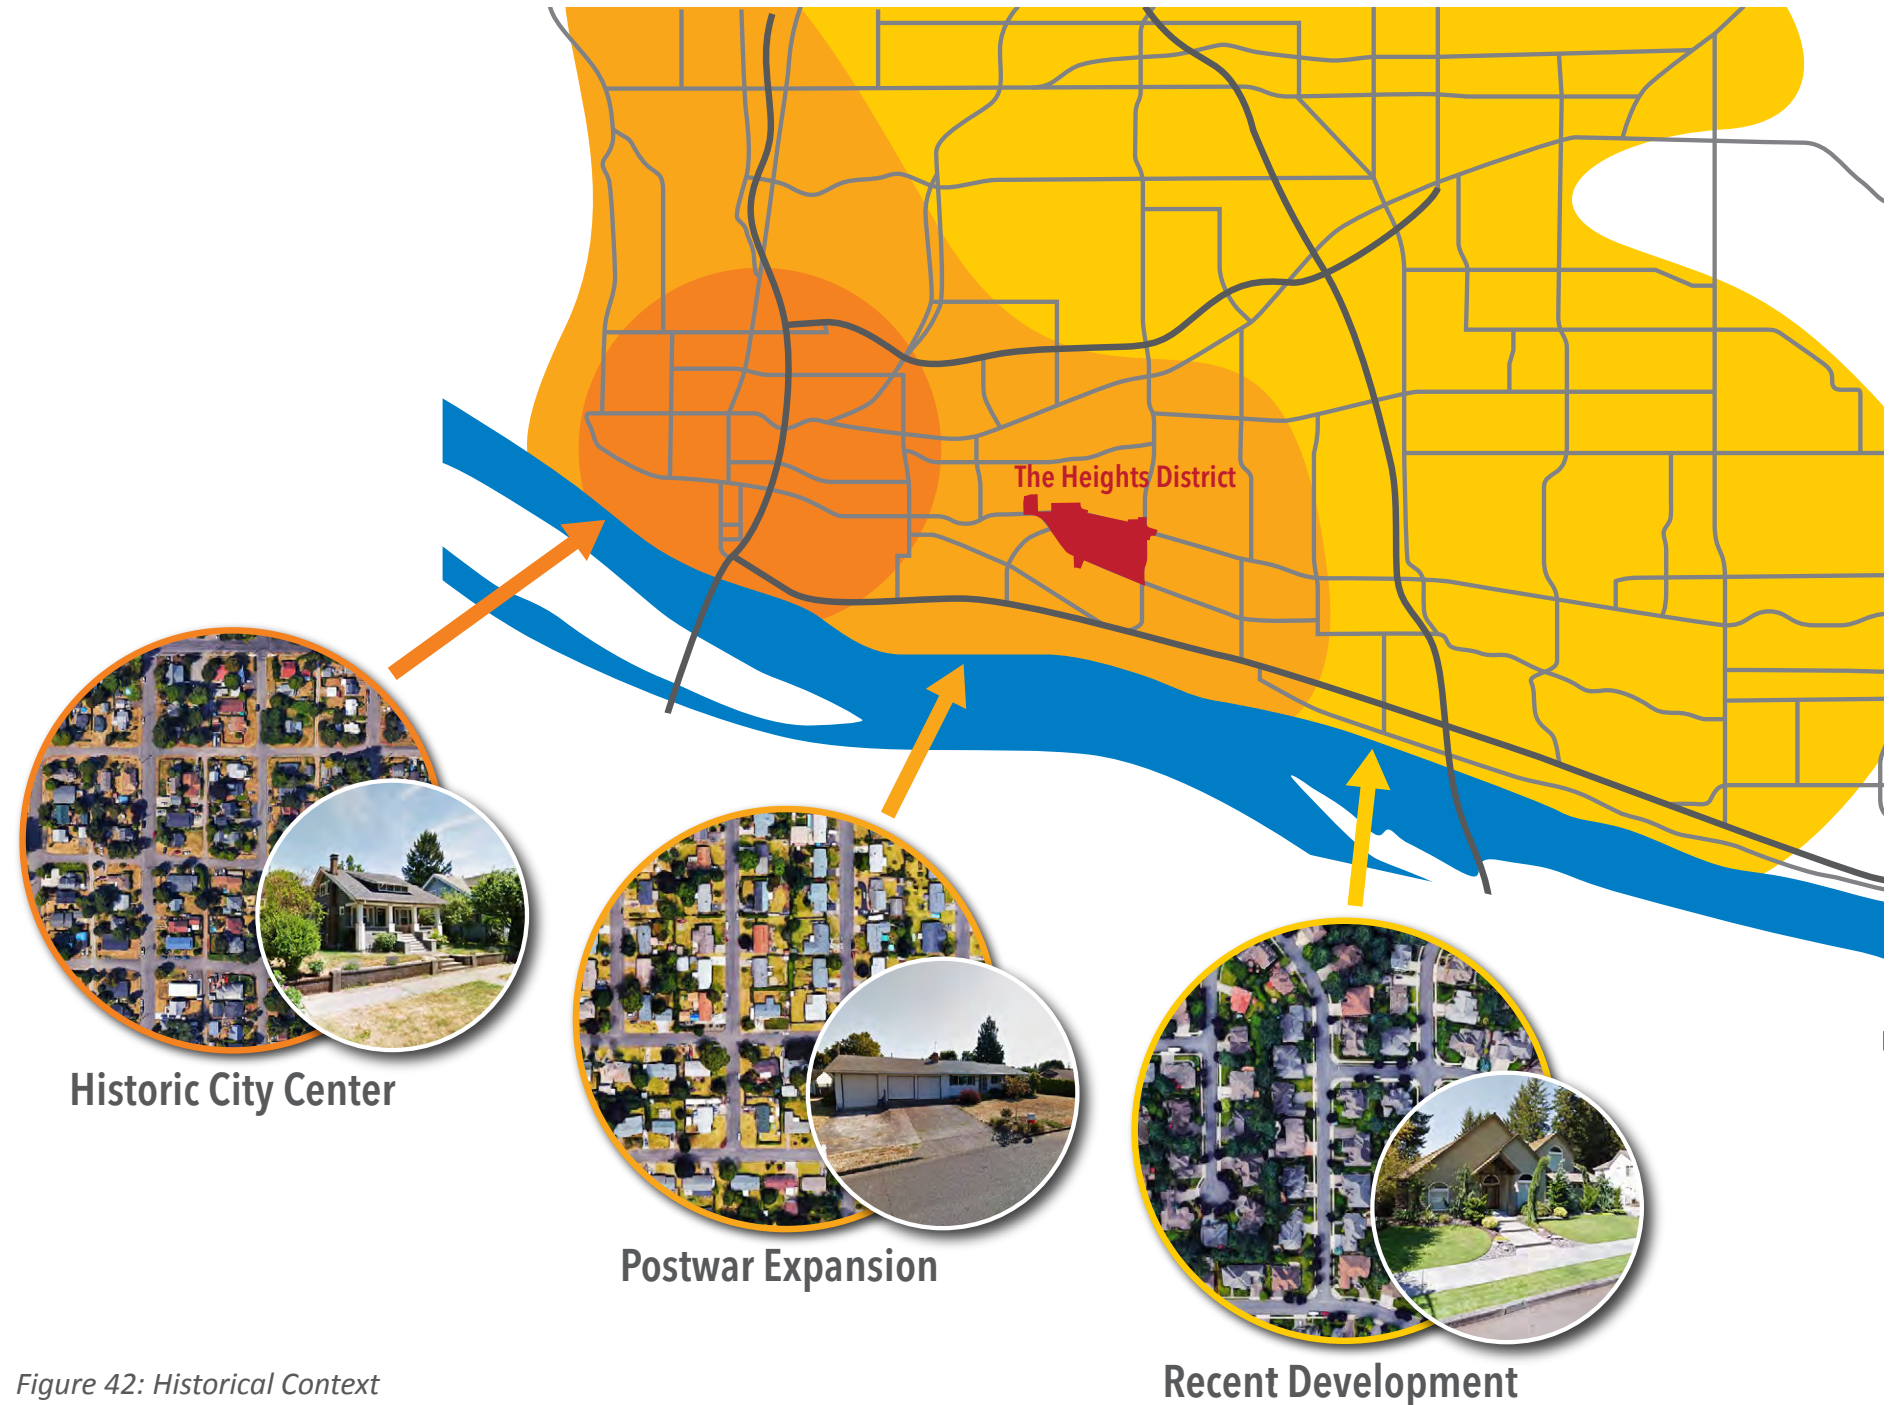 The Heights District
Historic City Center
Postwar Expansion
Recent Development
Figure 42: Historical Context